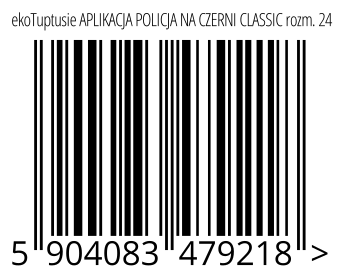 ekoTuptusie APLIKACJA POLICJA NA CZERNI CLASSIC rozm. 24
5 904083 479218 >